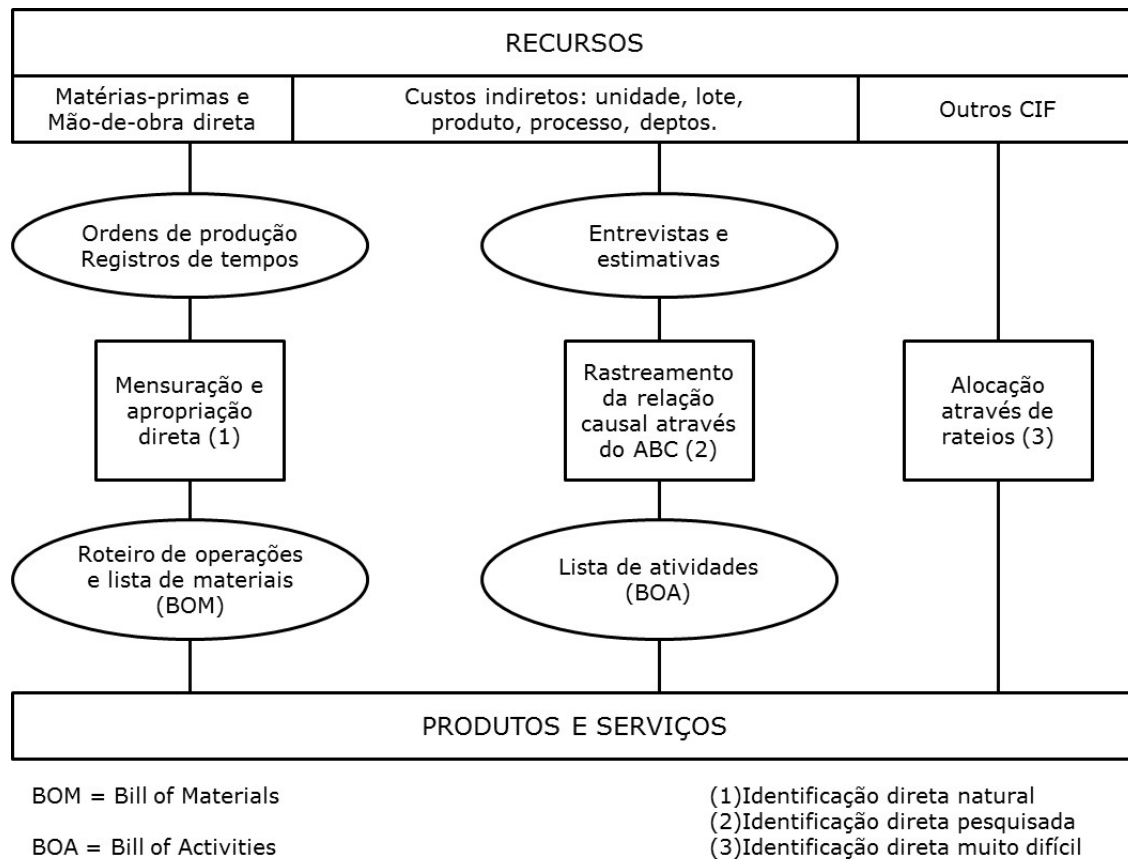 RECURSOS
Matérias-primas e
Mão-de-obra direta
Custos indiretos: unidade, lote,
produto, processo, deptos.
Outros CIF
Ordens de produção
Registros de tempos
Entrevistas e
estimativas
Mensuração e
apropriação
direta (1)
Rastreamento
da relação
causal através
do ABC (2)
Alocação
através de
rateios (3)
Roteiro de operações
e lista de materiais
(BOM)
Lista de atividades
(BOA)
PRODUTOS E SERVIÇOS
BOM = Bill of Materials
BOA = Bill of Activities
(1)Identificação direta natural
(2)Identificação direta pesquisada
(3)Identificação direta muito difícil